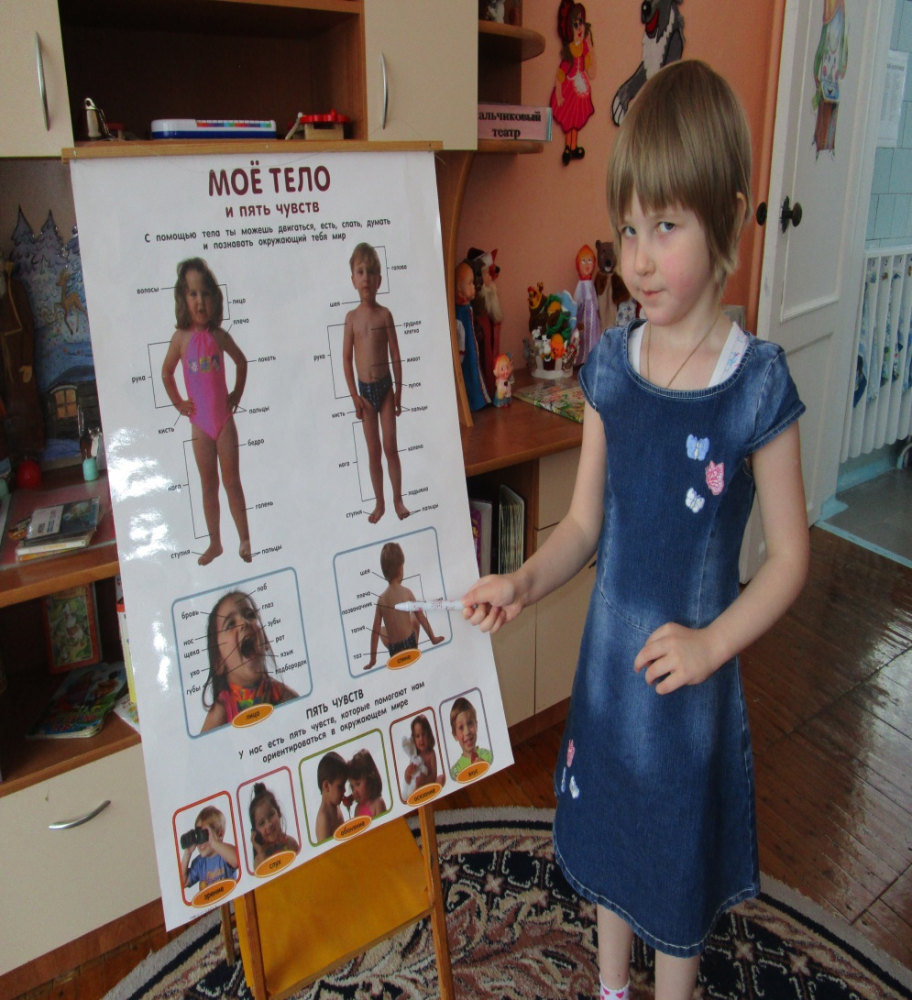 альчиковый
театр
МОЁ ТЕЛО
и пять чувств
С помощью тела ты можешь двигаться, есть, спать, думать
и познавать окружающий тебя мир
волосы
лицо
плечо
рука
локоть
пальцы
кисть
бедро
нога
голень
ступня
пальцы
голова
шея
грудная
клетка
рука
живот
пупок
кисть
пальцы
нога
колено
лодыжка
ступня
пальцы
бровь
лоб
глаз
нос
зубы
щека
рот
ухо
язык
губы
подбородок
лицо
шея
плечо
позвоночник
талия
таз
спина
ПЯТЬ ЧУВСТВ
У нас есть пять чувств, которые помогают нам
ориентироваться в окружающем мире
зрение
слух
обоняние
осязание
вкус